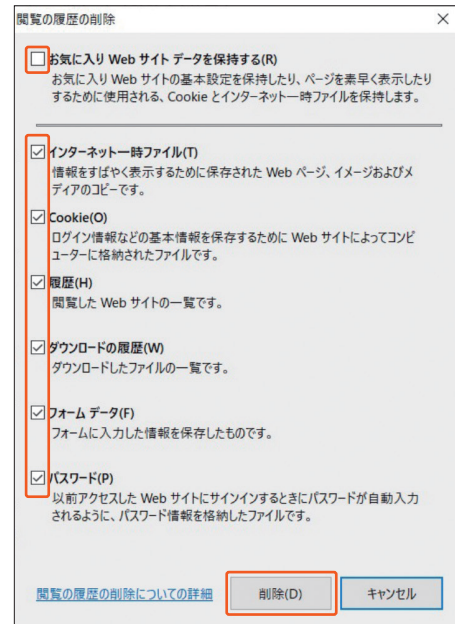 閲覧の履歴の削除
お気に入り Web サイト データを保持する(R)
お気に入り Web サイトの基本設定を保持したり、ページを素早く表示したり
するために使用される、Cookie とインターネット一時ファイルを保持します。
インターネット一時ファイル(T)
情報をすばやく表示するために保存された Web ページ、イメージおよびメ
ディアのコピーです。
Cookie(O)
ログイン情報などの基本情報を保存するために Web サイトによってコンピ
ューターに格納されたファイルです。
履歴(H)
閲覧した Web サイトの一覧です。
ダウンロードの履歴(W)
ダウンロードしたファイルの一覧です。
フォーム データ(F)
フォームに入力した情報を保存したものです。
パスワード(P)
以前アクセスした Web サイトにサインインするときにパスワードが自動入力
されるように、パスワード情報を格納したファイルです。
閲覧の履歴の削除についての詳細
削除(D)
キャンセル